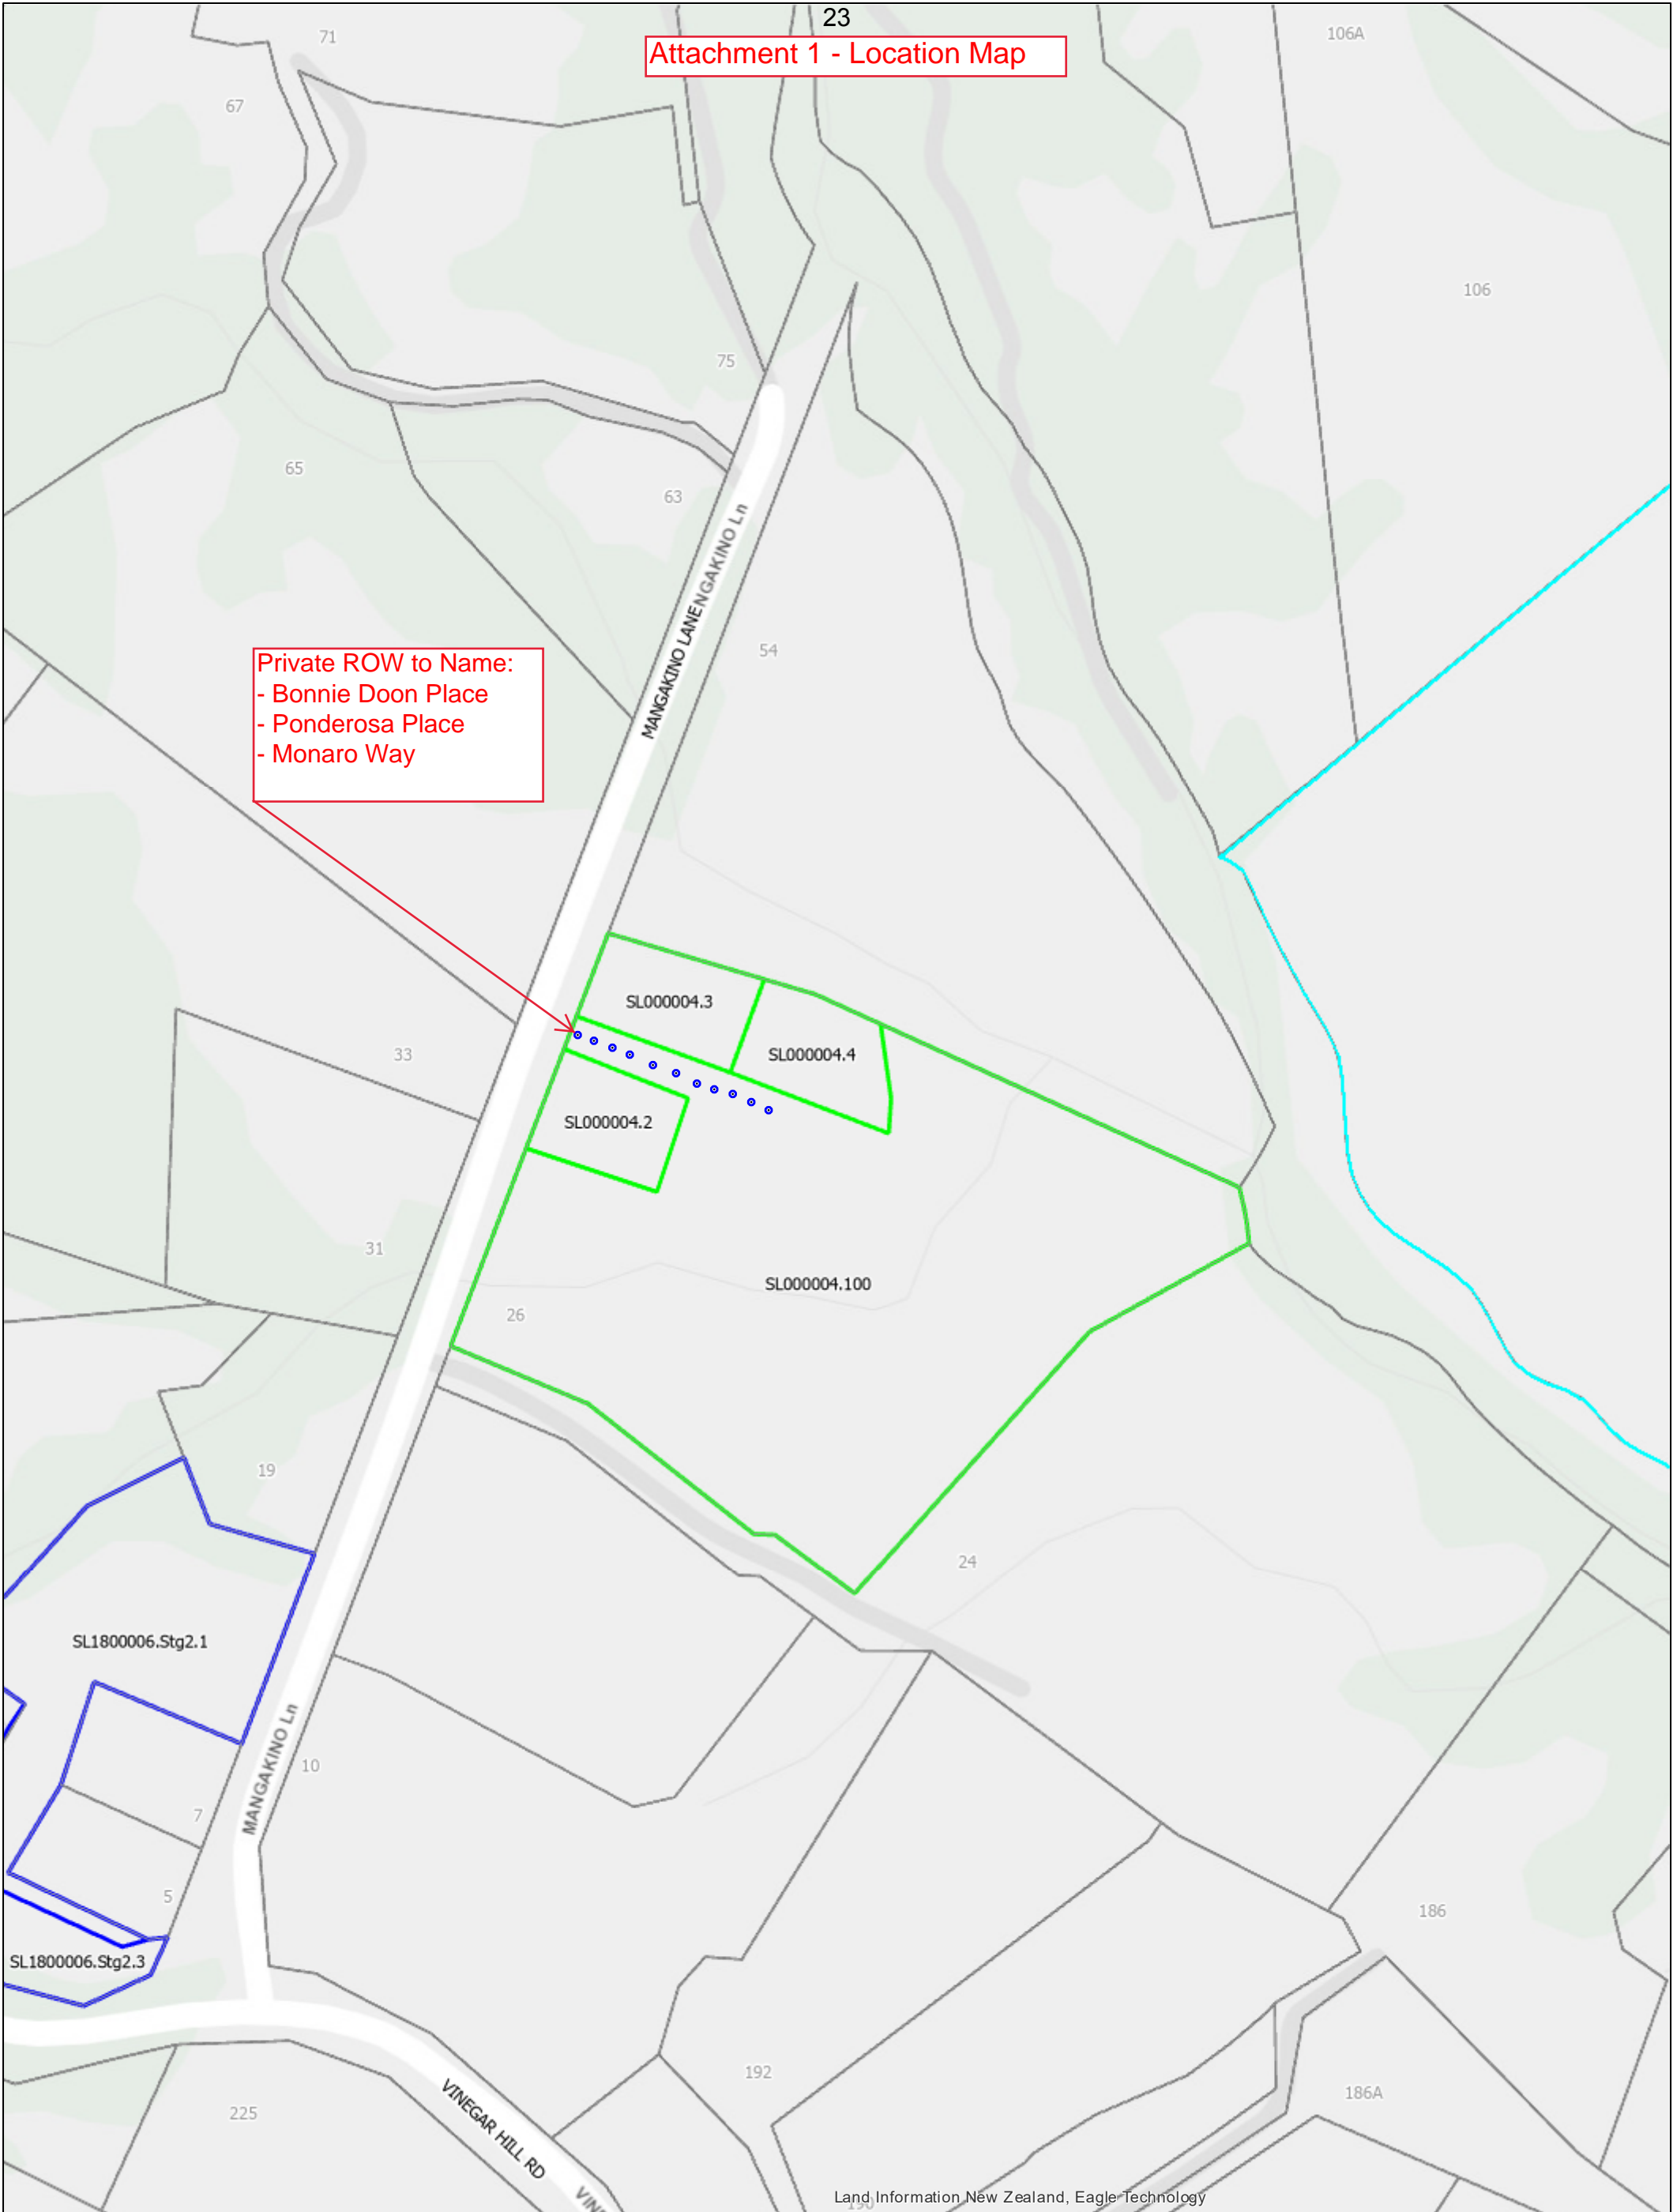 23
Attachment 1 - Location Map
71
106A
67
106
75
65
63
MANGAKINO LANE
NGAKINO Ln
54
Private ROW to Name:
- Bonnie Doon Place
- Ponderosa Place
- Monaro Way
SL000004.3
33
SL000004.4
SL000004.2
31
SL000004.100
26
19
24
SL1800006.Stg2.1
MANGAKINO Ln
10
7
5
186
SL1800006.Stg2.3
192
186A
225
VINEGAR HILL RD
Land Information New Zealand, Eagle Technology